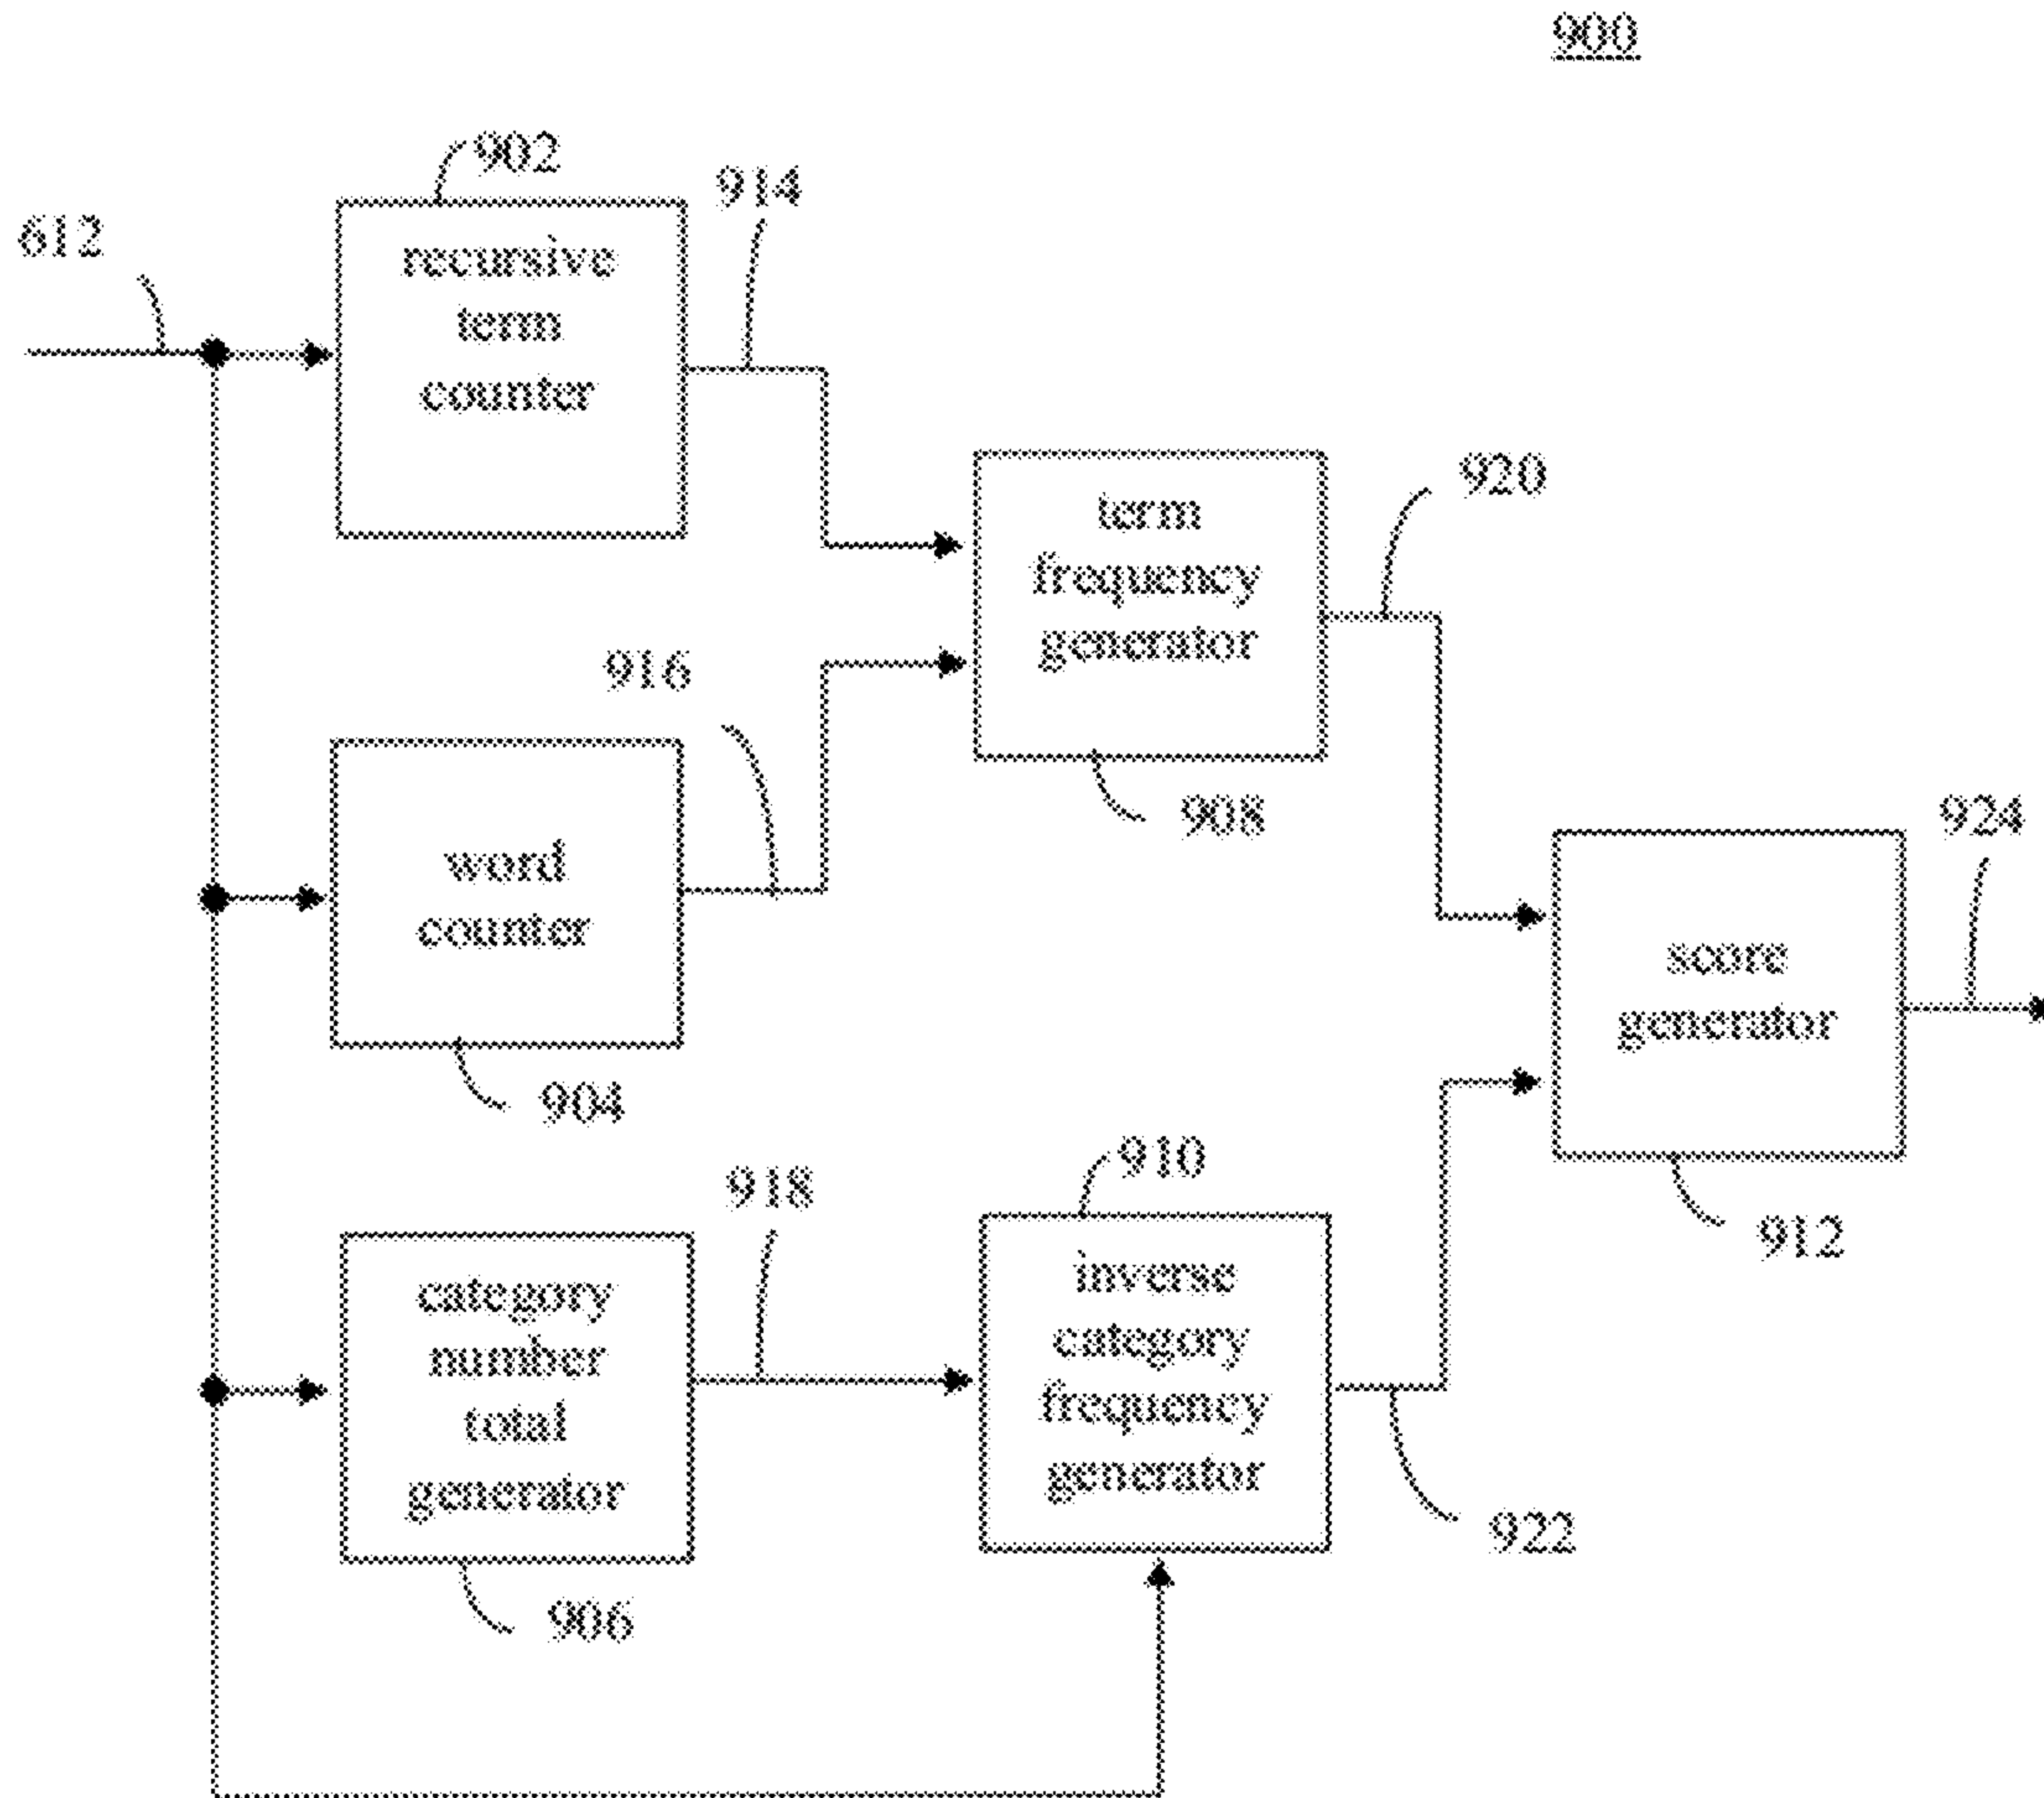 900
902
914
612
recursive
term
counter
920
term
frequency
generator
916
908
924
word
counter
score
generator
904
910
918
912
category
number
total
generator
inverse
category
frequency
generator
922
906